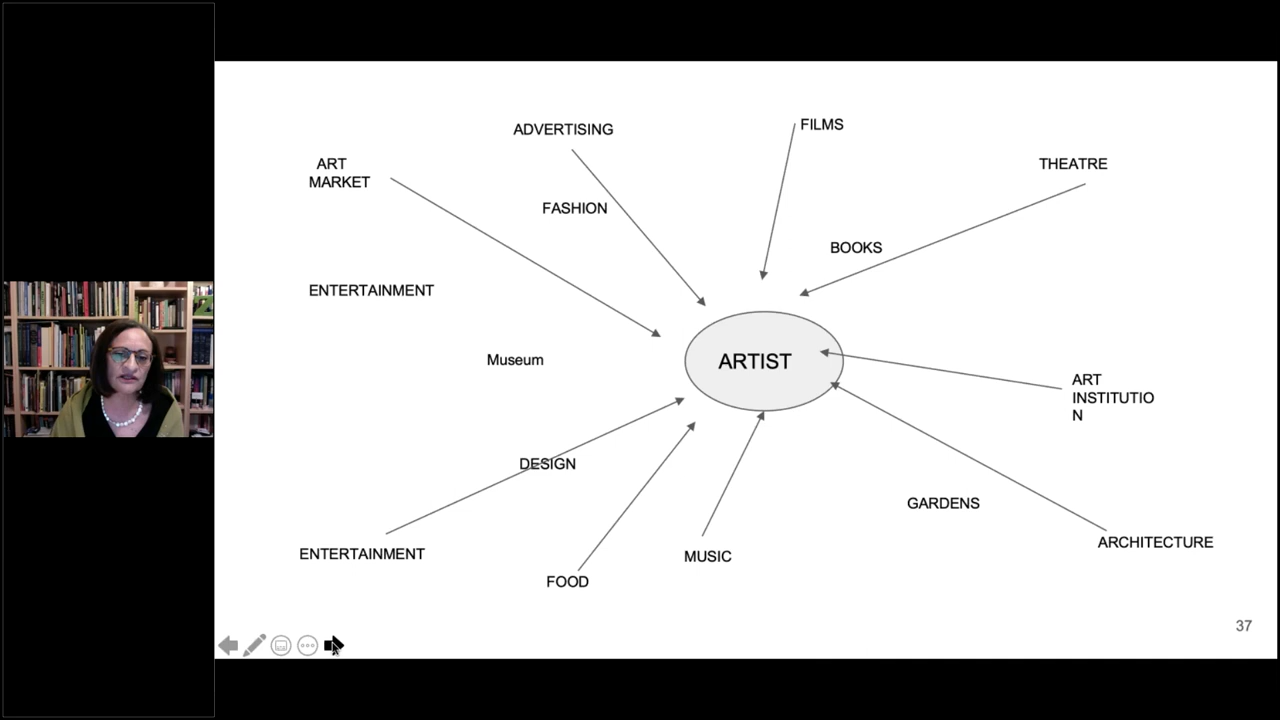 ADVERTISING
FILMS
ART
MARKET
THEATRE
FASHION
BOOKS
ENTERTAINMENT
Museum
ARTIST
ART
INSTITUTIO
N
DESIGN
GARDENS
ENTERTAINMENT
MUSIC
ARCHITECTURE
FOOD
37